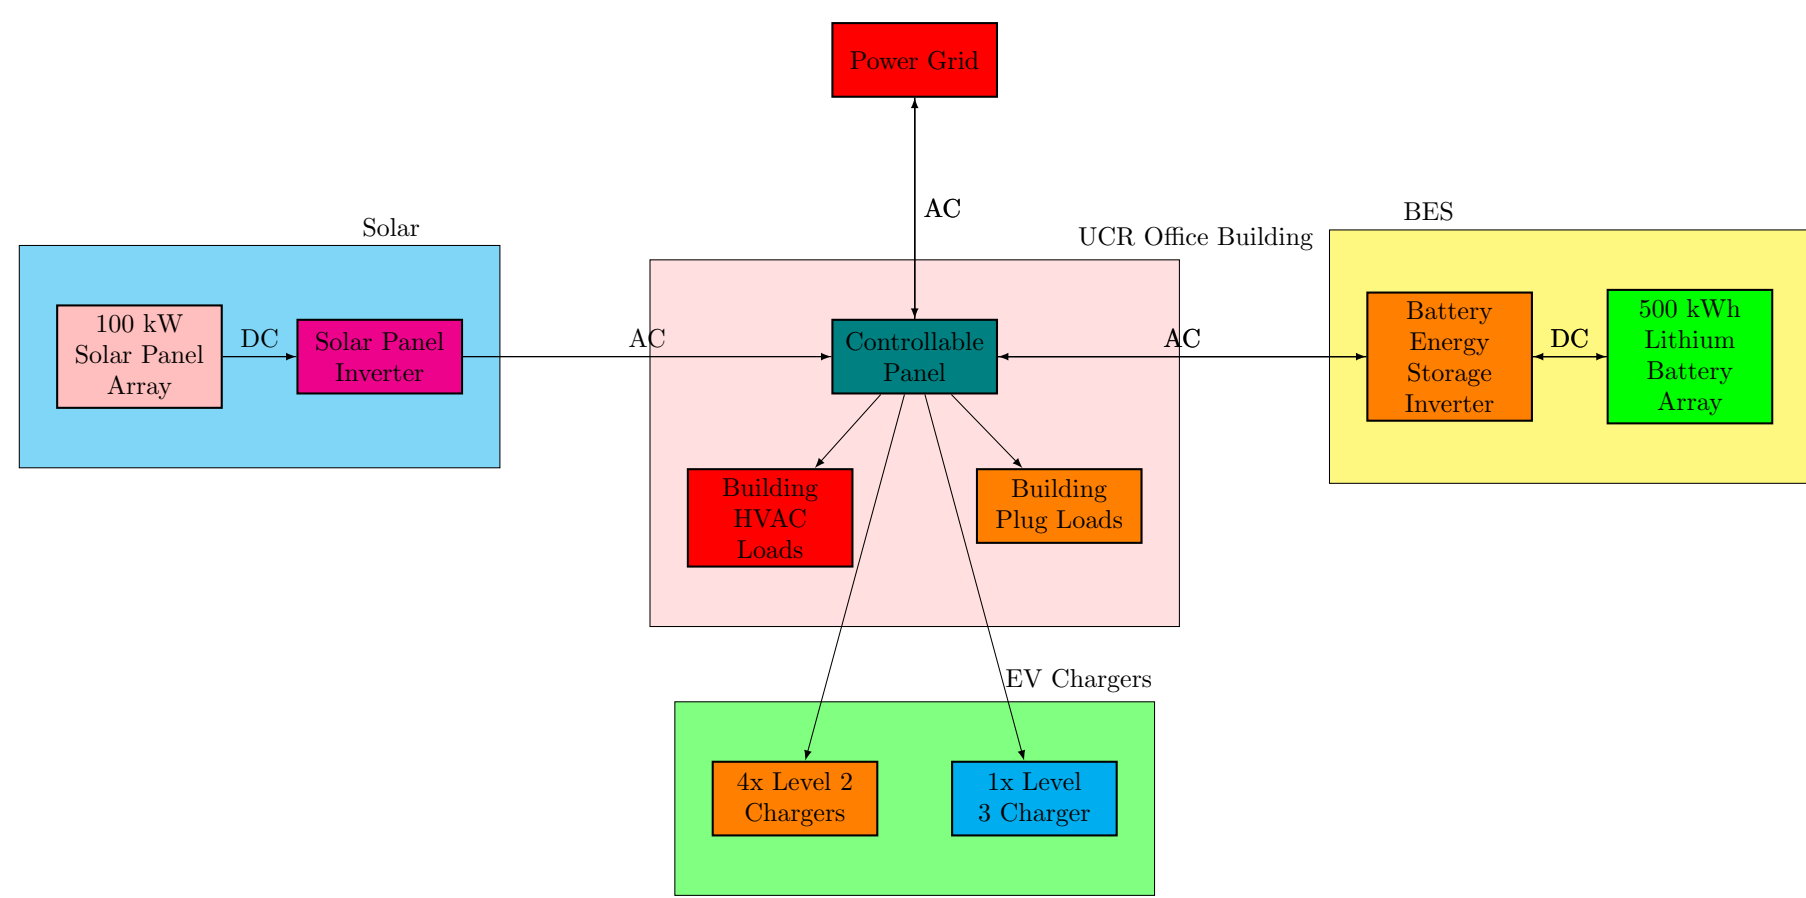 Power Grid
AC
Solar
UCR Office Building
BES
100 kW
Solar Panel
Array
DC
Solar Panel
Inverter
AC
Controllable
Panel
AC
Battery
Energy
Storage
Inverter
DC
500 kWh
Lithium
Battery
Array
Building
HVAC
Loads
Building
Plug Loads
EV Chargers
4x Level 2
Chargers
1x Level
3 Charger